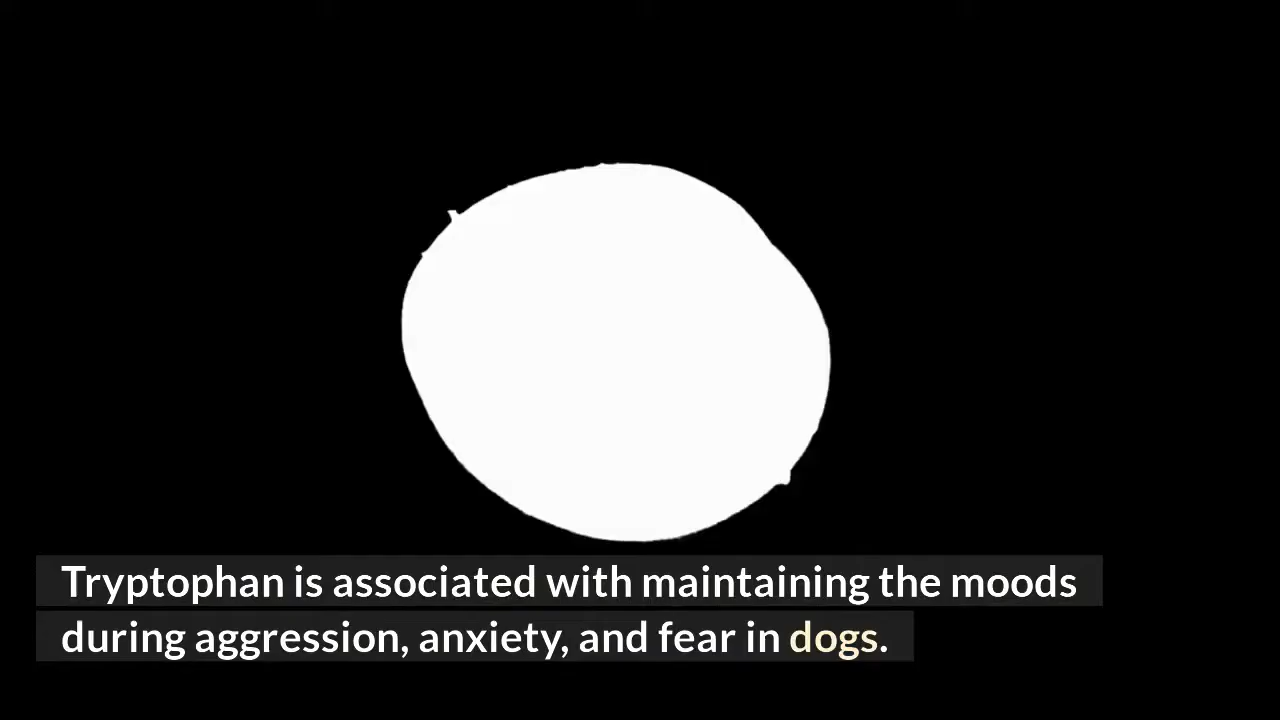 Tryptophan is associated with maintaining the moods
during aggression, anxiety, and fear in dogs.